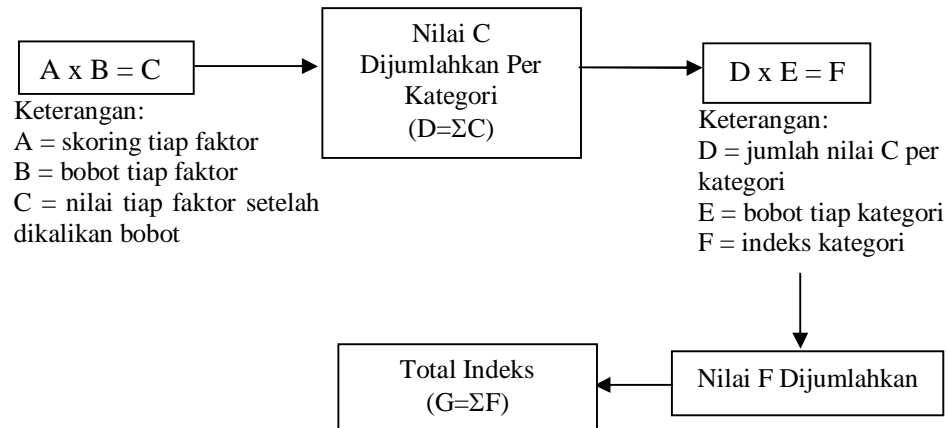 A x B = C
Keterangan:
A = skoring tiap faktor
B = bobot tiap faktor
C = nilai tiap faktor setelah
dikalikan bobot
Nilai C
Dijumlahkan Per
Kategori
(D=ΣC)
D x E = F
Keterangan:
D = jumlah nilai C per
kategori
E = bobot tiap kategori
F = indeks kategori
Nilai F Dijumlahkan
Total Indeks
(G=ΣF)